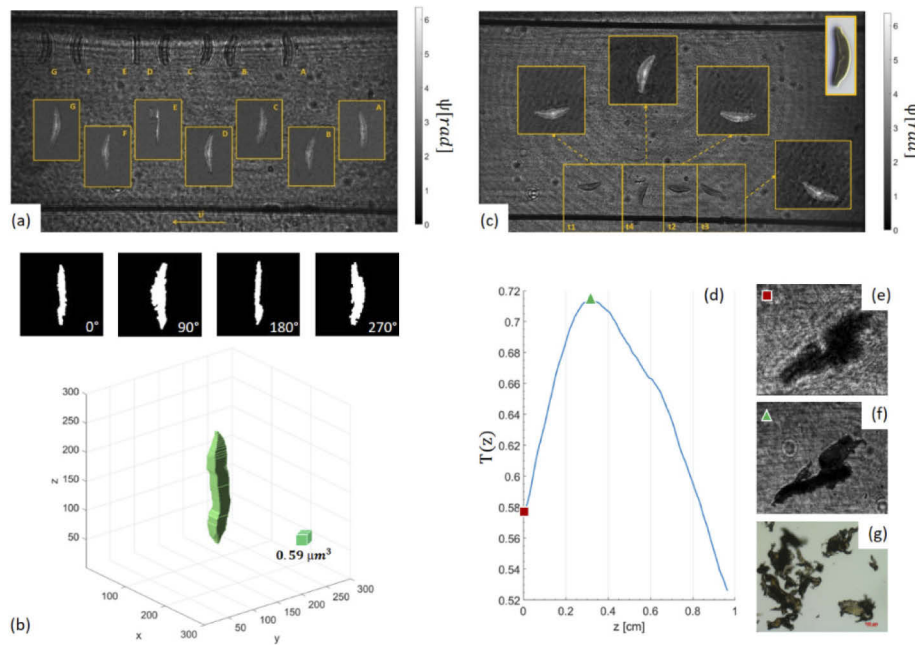 G F E D C B A
G E C A
F D B
U
6
5
4
3
2
1
0
ψ[rad]
(a)
t1 t4 t2 t3
6
5
4
3
2
1
0
ψ[rad]
(c)
0° 90° 180° 270°
300
250
200
150
100
50
z
100
200
300
x
50 100 150 200 250 300
y
0.59 μm³
(b)
(d)
0.72
0.7
0.68
0.66
0.64
0.62
0.6
0.58
0.56
0.54
0.52
T(z)
0 0.2 0.4 0.6 0.8 1
z [cm]
(e)
(f)
(g)